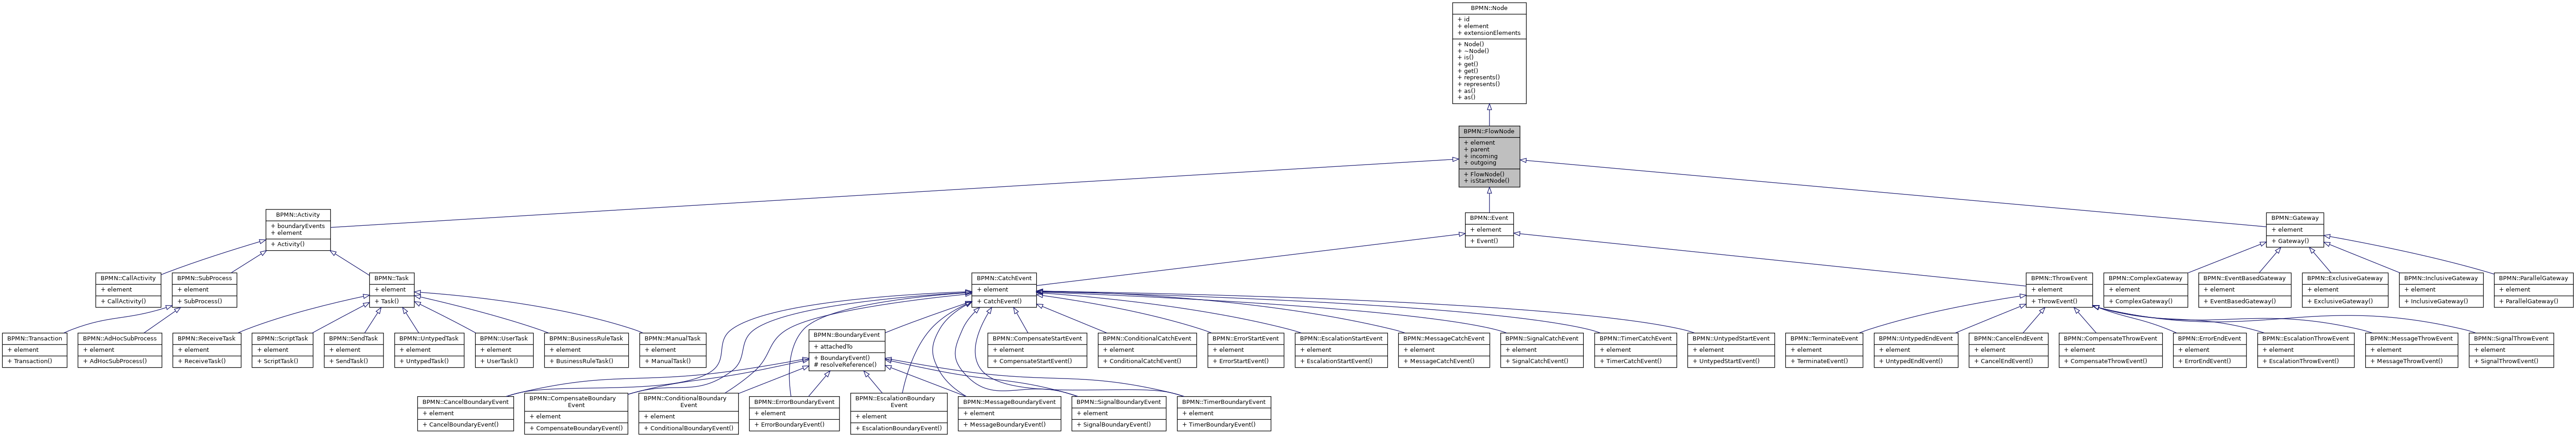 BPMN::Node
+ id
+ element
+ extensionElements
+ Node()
+ ~Node()
+ is()
+ get()
+ get()
+ represents()
+ represents()
+ as()
+ as()
BPMN::FlowNode
+ element
+ parent
+ incoming
+ outgoing
+ FlowNode()
+ isStartNode()
BPMN::Activity
+ boundaryEvents
+ element
+ Activity()
BPMN::Event
+ element
+ Event()
BPMN::Gateway
+ element
+ Gateway()
BPMN::CallActivity
+ element
+ CallActivity()
BPMN::SubProcess
+ element
+ SubProcess()
BPMN::Task
+ element
+ Task()
BPMN::CatchEvent
+ element
+ CatchEvent()
BPMN::ThrowEvent
+ element
+ ThrowEvent()
BPMN::ComplexGateway
+ element
+ ComplexGateway()
BPMN::EventBasedGateway
+ element
+ EventBasedGateway()
BPMN::ExclusiveGateway
+ element
+ ExclusiveGateway()
BPMN::InclusiveGateway
+ element
+ InclusiveGateway()
BPMN::ParallelGateway
+ element
+ ParallelGateway()
BPMN::Transaction
+ element
+ Transaction()
BPMN::AdHocSubProcess
+ element
+ AdHocSubProcess()
BPMN::ReceiveTask
+ element
+ ReceiveTask()
BPMN::ScriptTask
+ element
+ ScriptTask()
BPMN::SendTask
+ element
+ SendTask()
BPMN::UntypedTask
+ element
+ UntypedTask()
BPMN::UserTask
+ element
+ UserTask()
BPMN::BusinessRuleTask
+ element
+ BusinessRuleTask()
BPMN::ManualTask
+ element
+ ManualTask()
BPMN::BoundaryEvent
+ attachedTo
+ BoundaryEvent()
# resolveReference()
BPMN::CompensateStartEvent
+ element
+ CompensateStartEvent()
BPMN::ConditionalCatchEvent
+ element
+ ConditionalCatchEvent()
BPMN::ErrorStartEvent
+ element
+ ErrorStartEvent()
BPMN::EscalationStartEvent
+ element
+ EscalationStartEvent()
BPMN::MessageCatchEvent
+ element
+ MessageCatchEvent()
BPMN::SignalCatchEvent
+ element
+ SignalCatchEvent()
BPMN::TimerCatchEvent
+ element
+ TimerCatchEvent()
BPMN::UntypedStartEvent
+ element
+ UntypedStartEvent()
BPMN::TerminateEvent
+ element
+ TerminateEvent()
BPMN::UntypedEndEvent
+ element
+ UntypedEndEvent()
BPMN::CancelEndEvent
+ element
+ CancelEndEvent()
BPMN::CompensateThrowEvent
+ element
+ CompensateThrowEvent()
BPMN::ErrorEndEvent
+ element
+ ErrorEndEvent()
BPMN::EscalationThrowEvent
+ element
+ EscalationThrowEvent()
BPMN::MessageThrowEvent
+ element
+ MessageThrowEvent()
BPMN::SignalThrowEvent
+ element
+ SignalThrowEvent()
BPMN::CancelBoundaryEvent
+ element
+ CancelBoundaryEvent()
BPMN::CompensateBoundary
Event
+ element
+ CompensateBoundaryEvent()
BPMN::ConditionalBoundary
Event
+ element
+ ConditionalBoundaryEvent()
BPMN::ErrorBoundaryEvent
+ element
+ ErrorBoundaryEvent()
BPMN::EscalationBoundary
Event
+ element
+ EscalationBoundaryEvent()
BPMN::MessageBoundaryEvent
+ element
+ MessageBoundaryEvent()
BPMN::SignalBoundaryEvent
+ element
+ SignalBoundaryEvent()
BPMN::TimerBoundaryEvent
+ element
+ TimerBoundaryEvent()